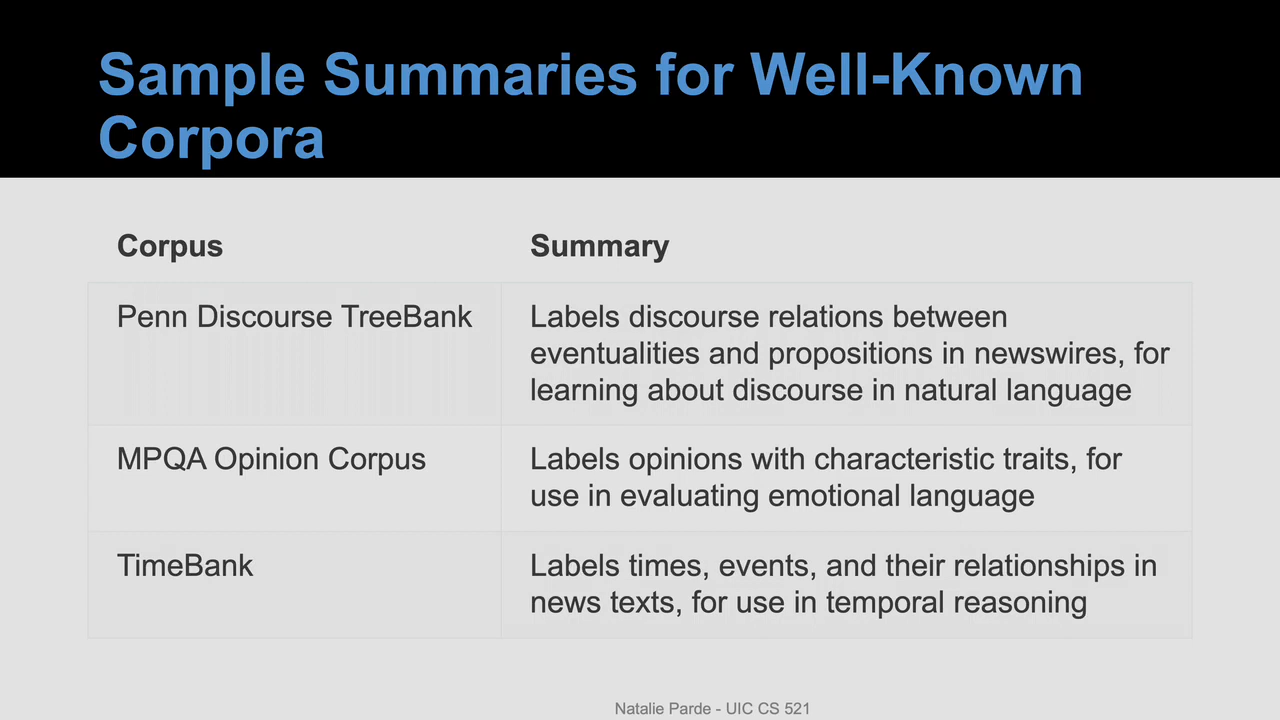 Sample Summaries for Well-Known
Corpora
Corpus
Summary
Penn Discourse TreeBank
Labels discourse relations between
eventualities and propositions in newswires, for
learning about discourse in natural language
MPQA Opinion Corpus
Labels opinions with characteristic traits, for
use in evaluating emotional language
TimeBank
Labels times, events, and their relationships in
news texts, for use in temporal reasoning
Natalie Parde - UIC CS 521